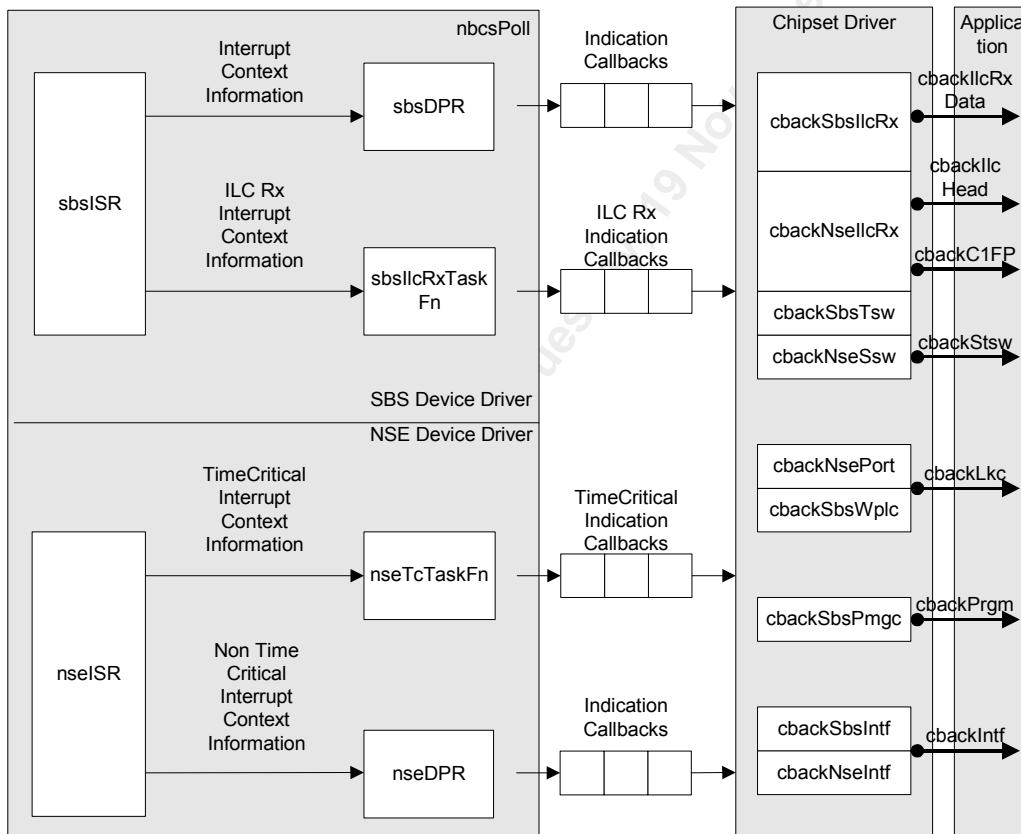 nbcsPoll
Interrupt
Context
Information
sbsISR
sbsDPR
ILC Rx
Interrupt
Context
Information
sbsIlcRxTask
Fn
SBS Device Driver
NSE Device Driver
TimeCritical
Interrupt
Context
Information
nseISR
nseTcTaskFn
Non Time
Critical
Interrupt
Context
Information
nseDPR
Indication
Callbacks
ILC Rx
Indication
Callbacks
TimeCritical
Indication
Callbacks
Indication
Callbacks
Chipset Driver
cbackSbsIlcRx
cbackNseIlcRx
cbackSbsTsw
cbackNseSsw
cbackNsePort
cbackSbsWplc
cbackSbsPmgc
cbackSbsIntf
cbackNseIntf
Applica
tion
cbackIlcRx
Data
cbackIlc
Head
cbackC1FP
cbackStsw
cbackLkc
cbackPrgm
cbackIntf